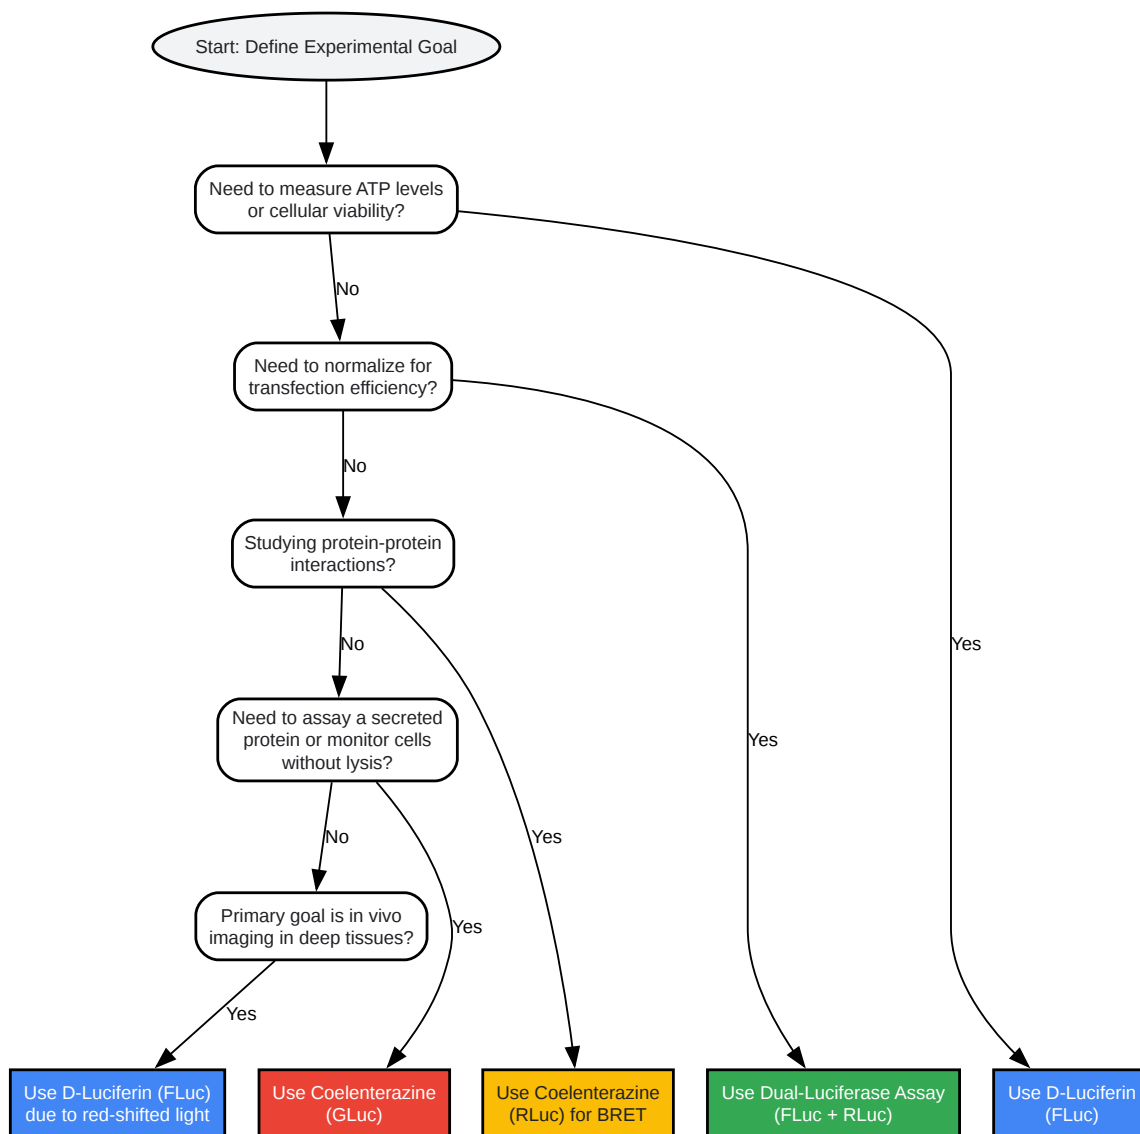 Start: Define Experimental Goal
Need to measure ATP levels
or cellular viability?
No
Need to normalize for
transfection efficiency?
No
Studying protein-protein
interactions?
No
Yes
Need to assay a secreted
protein or monitor cells
without lysis?
Yes
No
Yes
Primary goal is in vivo
imaging in deep tissues?
Yes
Yes
Use D-Luciferin (FLuc)
due to red-shifted light
Use Coelenterazine
(GLuc)
Use Coelenterazine
(RLuc) for BRET
Use Dual-Luciferase Assay
(FLuc + RLuc)
Use D-Luciferin
(FLuc)